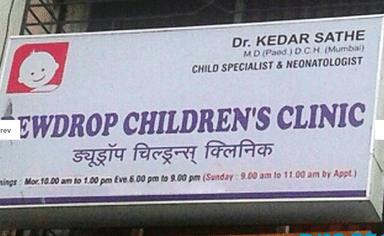 Dr. KEDAR SATHE
M.D (Paed.) D.C.H. (Mumbai)
CHILD SPECIALIST & NEONATOLOGIST
rev
EWDROP CHILDREN'S CLINIC
ड्यूड्रॉप चिल्ड्रन्स् क्लिनिक
nings : Mor.10.00 am to 1.00 pm Eve.6.00 pm to 9.00 pm (Sunday : 9.00 am to 11.00 am by Appt.)